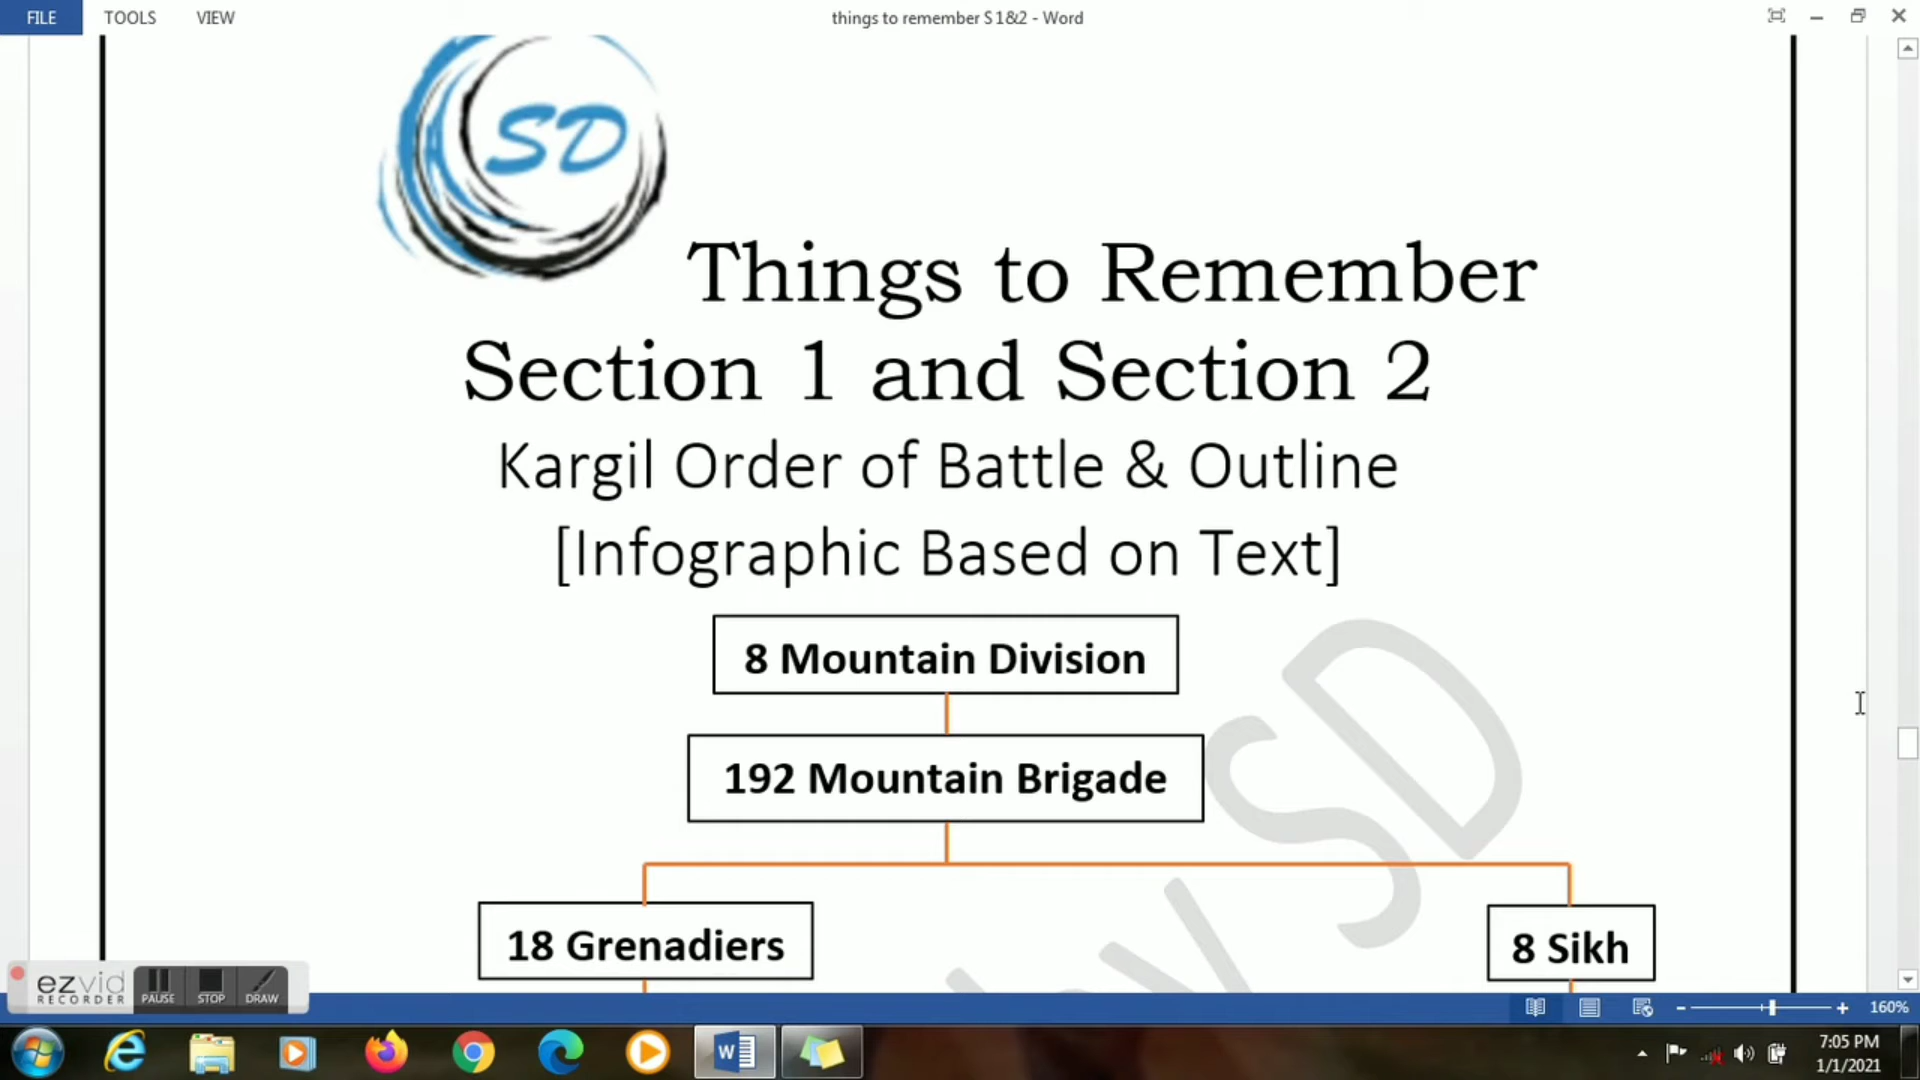 FILE TOOLS VIEW things to remember S 1&2 - Word
SD
Things to Remember
Section 1 and Section 2
Kargil Order of Battle & Outline
[Infographic Based on Text]
8 Mountain Division
192 Mountain Brigade
18 Grenadiers
8 Sikh
by SD
ezvid
RECORDER
PAUSE STOP DRAW
160%
7:05 PM
1/1/2021